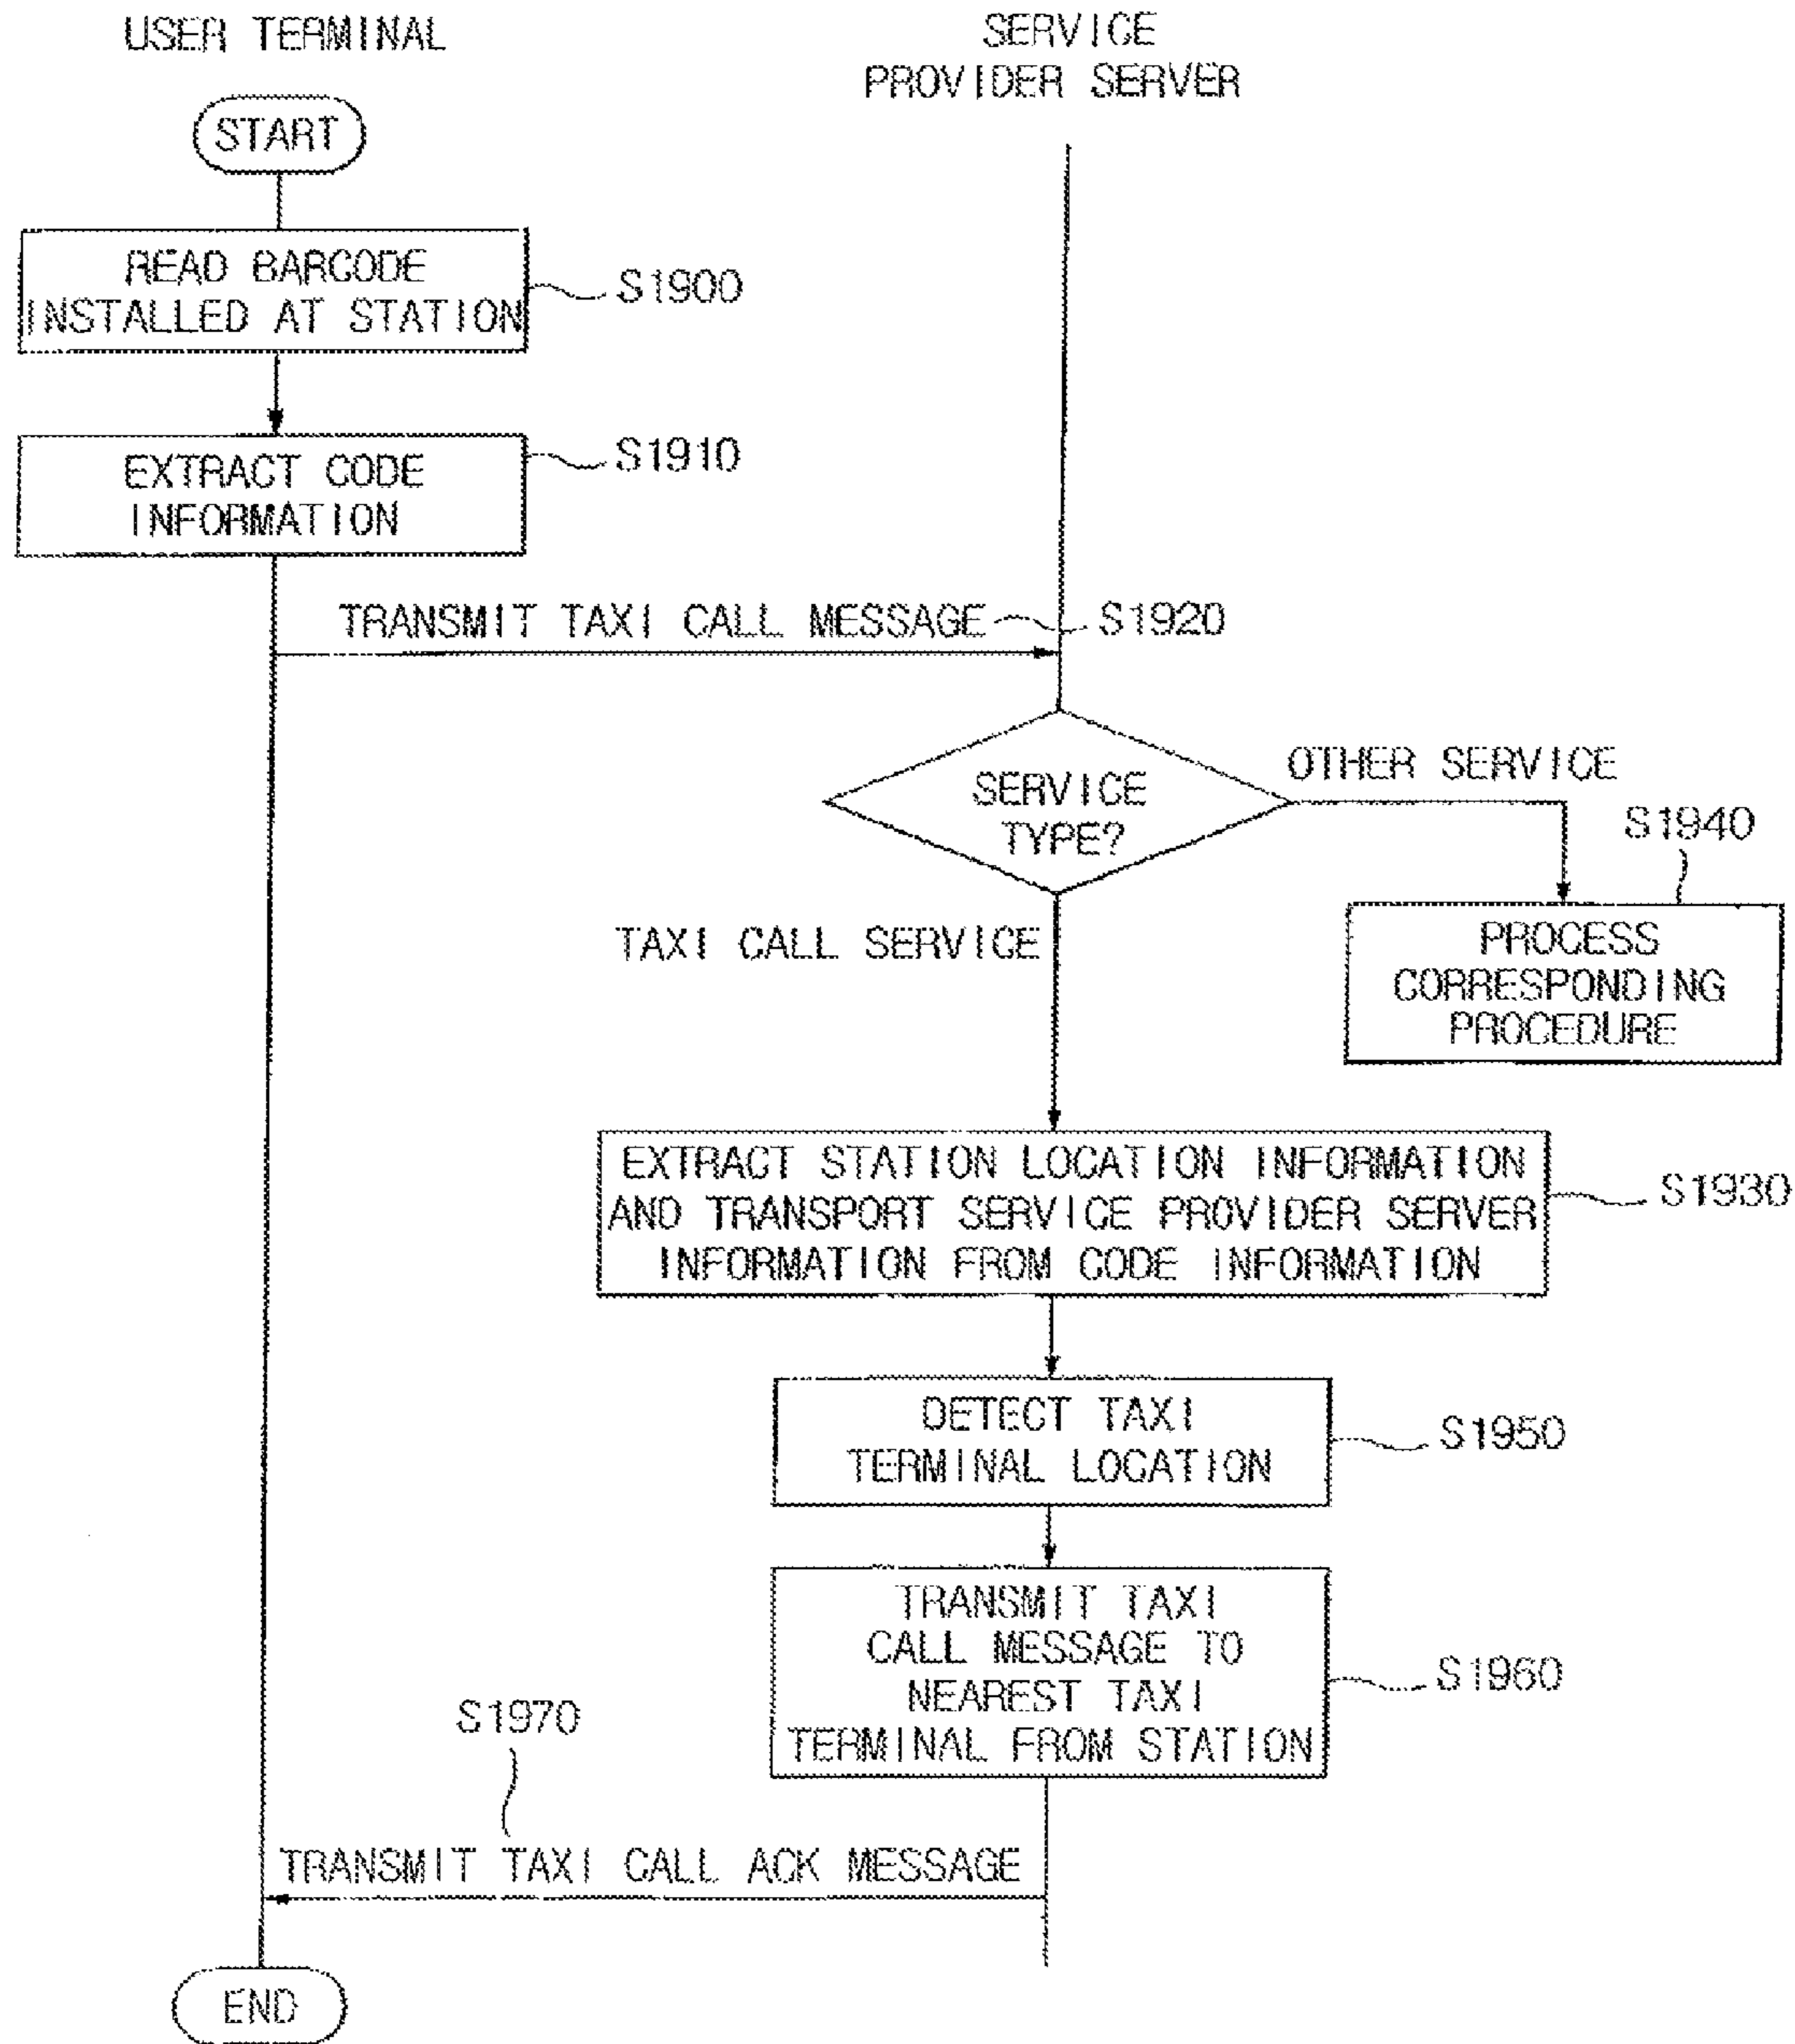 USER TERMINAL
SERVICE
PROVIDER SERVER
START
READ BARCODE
INSTALLED AT STATION
S1900
EXTRACT CODE
INFORMATION
S1910
TRANSMIT TAXI CALL MESSAGE
S1920
SERVICE
TYPE?
OTHER SERVICE
S1940
PROCESS
CORRESPONDING
PROCEDURE
TAXI CALL SERVICE
EXTRACT STATION LOCATION INFORMATION
AND TRANSPORT SERVICE PROVIDER SERVER
INFORMATION FROM CODE INFORMATION
S1930
DETECT TAXI
TERMINAL LOCATION
S1950
TRANSMIT TAXI
CALL MESSAGE TO
NEAREST TAXI
TERMINAL FROM STATION
S1960
S1970
TRANSMIT TAXI CALL ACK MESSAGE
END